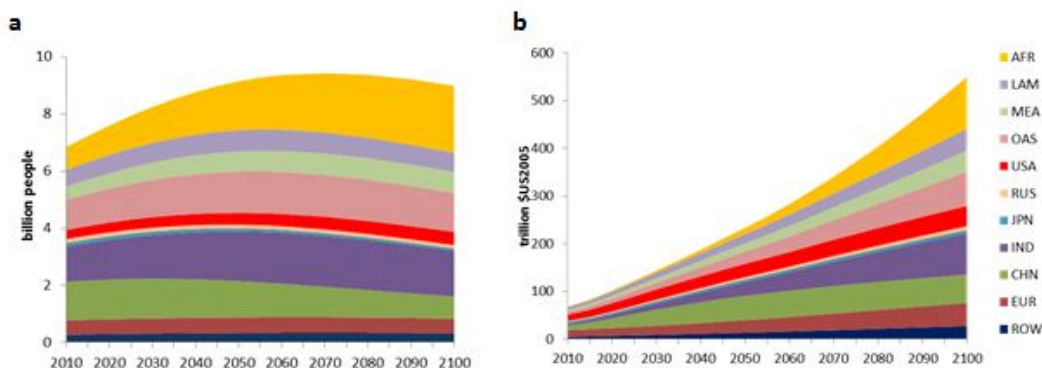 a
billion people
10
8
6
4
2
0
2010 2020 2030 2040 2050 2060 2070 2080 2090 2100
b
trillion $US2005
600
500
400
300
200
100
0
2010 2020 2030 2040 2050 2060 2070 2080 2090 2100
AFR
LAM
MEA
OAS
USA
RUS
JPN
IND
CHN
EUR
ROW